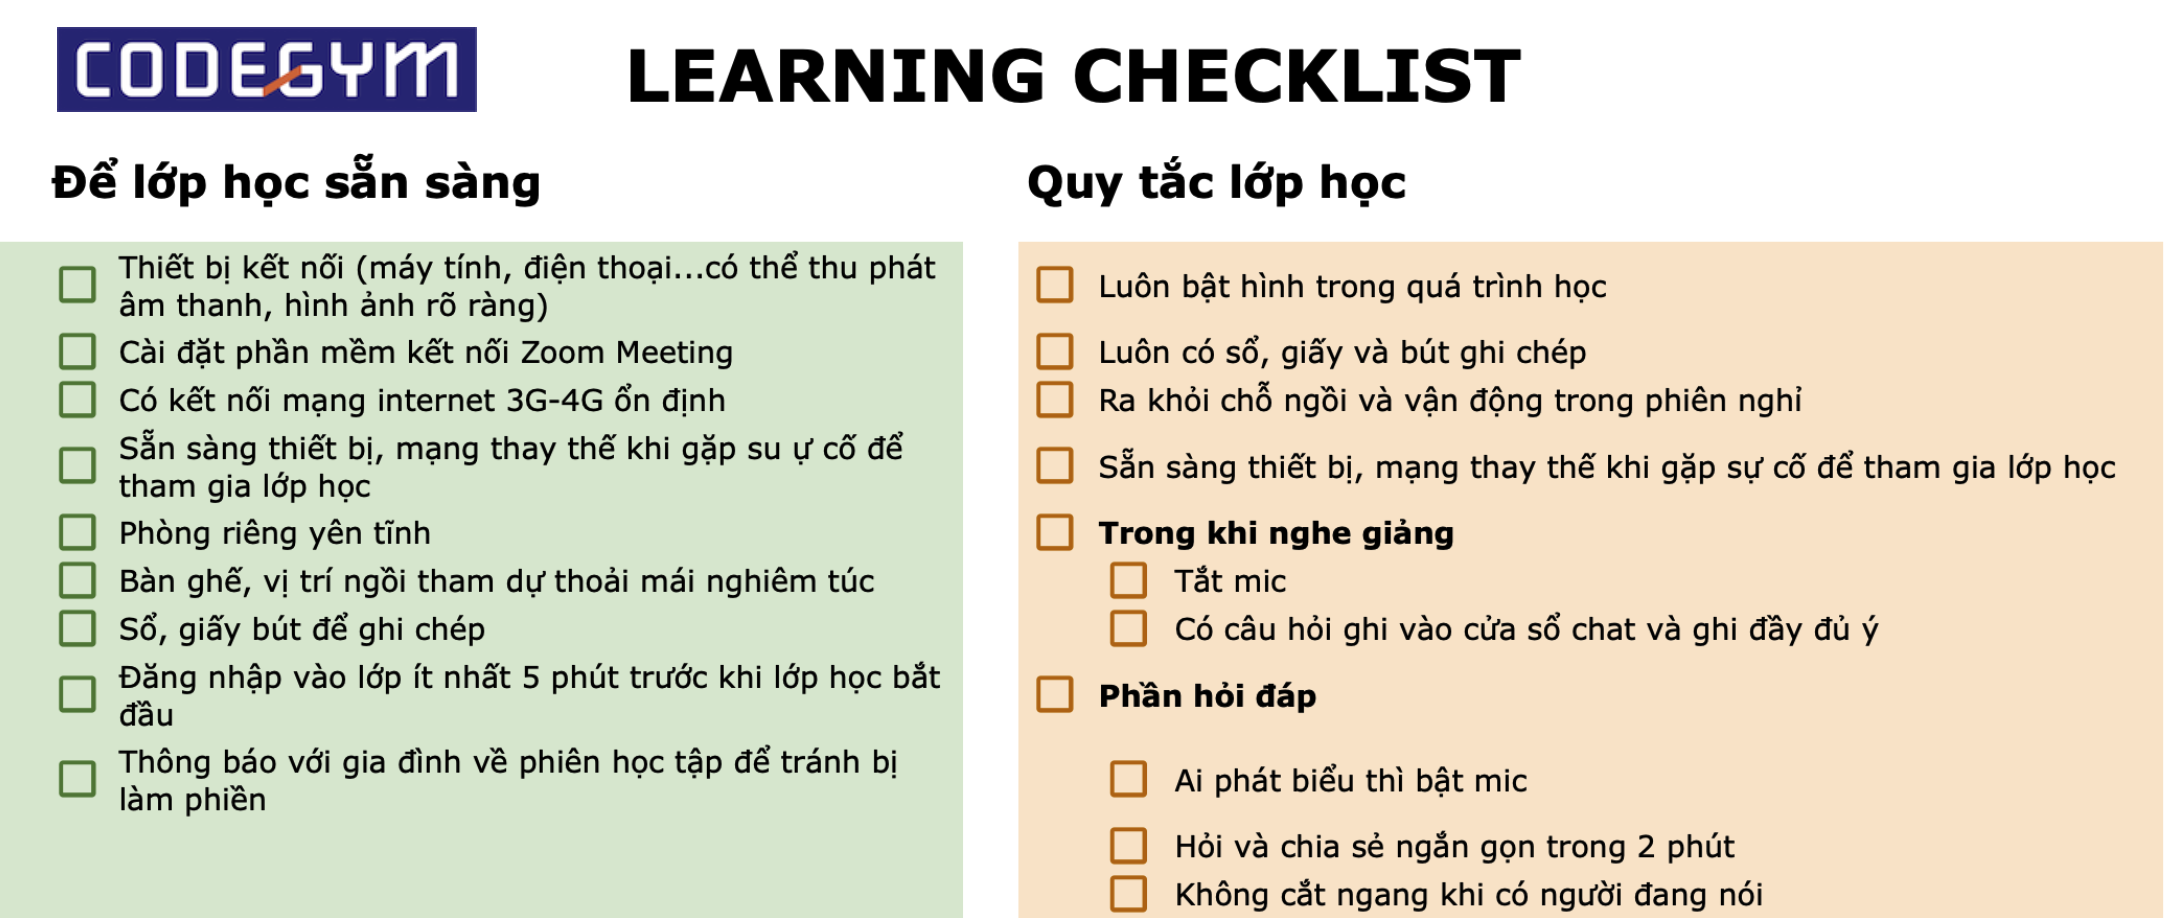 CODEGYM
LEARNING CHECKLIST
Để lớp học sẵn sàng
Thiết bị kết nối (máy tính, điện thoại...có thể thu phát
âm thanh, hình ảnh rõ ràng)
Cài đặt phần mềm kết nối Zoom Meeting
Có kết nối mạng internet 3G-4G ổn định
Sẵn sàng thiết bị, mạng thay thế khi gặp su ự cố để
tham gia lớp học
Phòng riêng yên tĩnh
Bàn ghế, vị trí ngồi tham dự thoải mái nghiêm túc
Sổ, giấy bút để ghi chép
Đăng nhập vào lớp ít nhất 5 phút trước khi lớp học bắt
đầu
Thông báo với gia đình về phiên học tập để tránh bị
làm phiền
Quy tắc lớp học
Luôn bật hình trong quá trình học
Luôn có sổ, giấy và bút ghi chép
Ra khỏi chỗ ngồi và vận động trong phiên nghỉ
Sẵn sàng thiết bị, mạng thay thế khi gặp sự cố để tham gia lớp học
Trong khi nghe giảng
Tắt mic
Có câu hỏi ghi vào cửa sổ chat và ghi đầy đủ ý
Phần hỏi đáp
Ai phát biểu thì bật mic
Hỏi và chia sẻ ngắn gọn trong 2 phút
Không cắt ngang khi có người đang nói